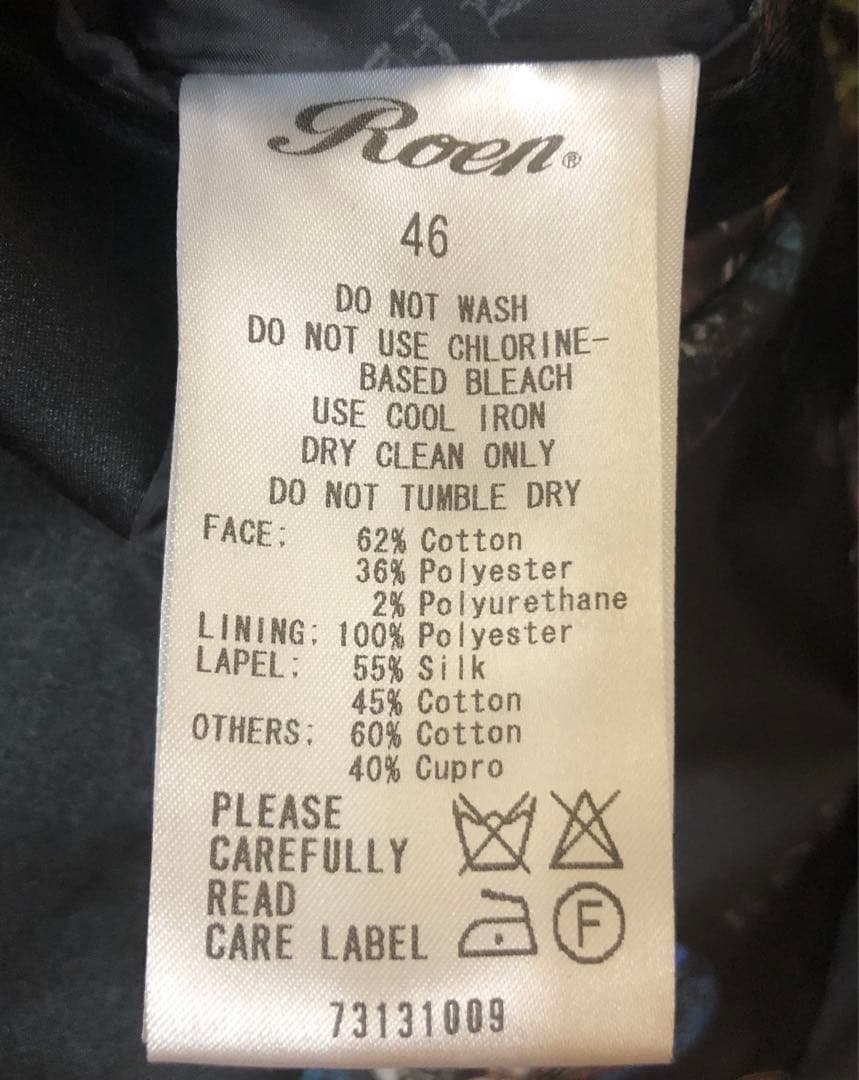 Roen®
46
DO NOT WASH
DO NOT USE CHLORINE-
BASED BLEACH
USE COOL IRON
DRY CLEAN ONLY
DO NOT TUMBLE DRY
FACE: 62% Cotton
36% Polyester
2% Polyurethane
LINING: 100% Polyester
LAPEL: 55% Silk
45% Cotton
OTHERS: 60% Cotton
40% Cupro
PLEASE
CAREFULLY
READ
CARE LABEL
F
73131009